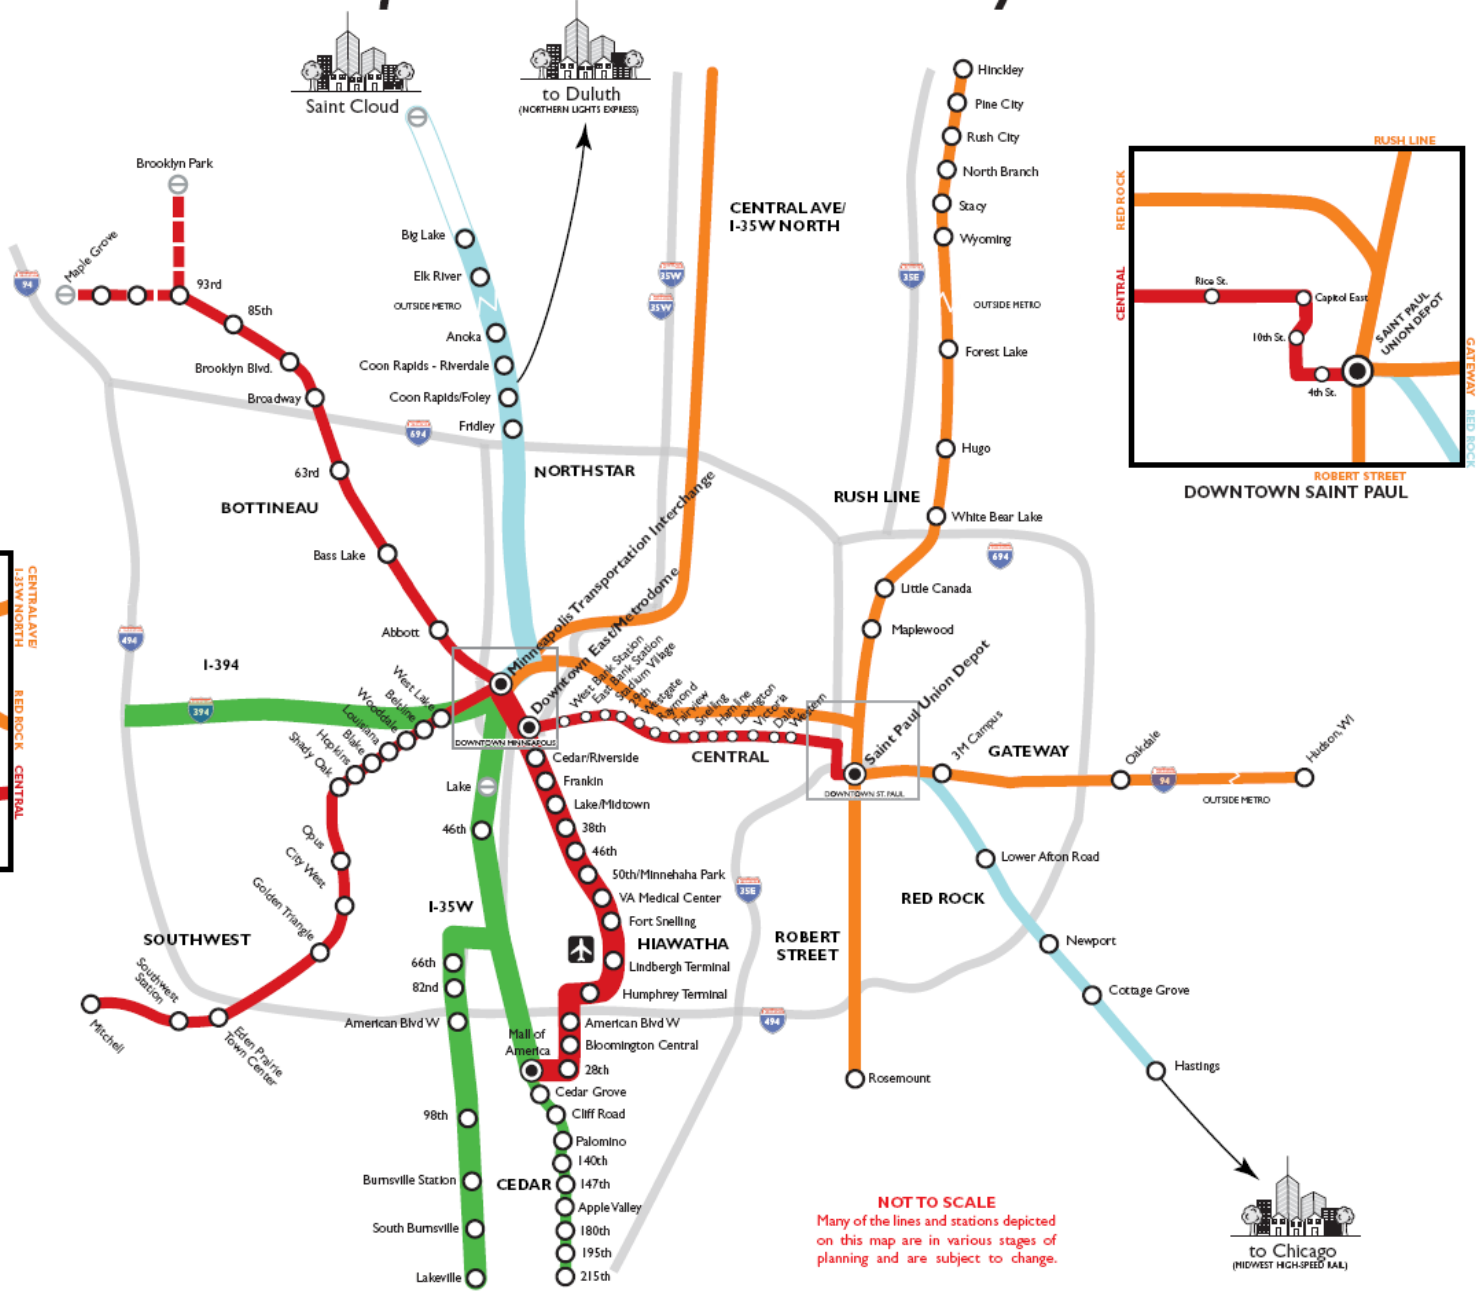 Saint Cloud
to Duluth
(NORTHERN LIGHTS EXPRESS)
Hinckley
Pine City
Rush City
North Branch
Stacy
Wyoming
OUTSIDE METRO
Forest Lake
Hugo
RUSH LINE
White Bear Lake
694
Little Canada
Maplewood
Saint Paul Union Depot
DOWNTOWN ST. PAUL
Brooklyn Park
Maple Grove
94
93rd
85th
Brooklyn Blvd.
Broadway
63rd
BOTTINEAU
Bass Lake
Abbott
Big Lake
Elk River
OUTSIDE METRO
Anoka
Coon Rapids - Riverdale
Coon Rapids/Foley
Fridley
694
NORTHSTAR
CENTRAL AVE/
I-35W NORTH
35W
35W
35E
Minneapolis Transportation Interchange
Downtown East/Metrodome
DOWNTOWN MINNEAPOLIS
West Bank Station
East Bank Station
Stadium Village
Westgate
Raymond
Fairview
Snelling
Hamline
Lexington
Victoria
Dale
Western
CENTRAL
494
I-394
394
West Lake
Beltline
Wooddale
Louisiana
Blake
Hopkins
Shady Oak
Opus
City West
Golden Triangle
SOUTHWEST
Southwest
Station
Eden Prairie
Town Center
Mitchell
Lake
46th
I-35W
66th
82nd
American Blvd W
98th
Burnsville Station
South Burnsville
Lakeville
Cedar/Riverside
Frankin
Lake/Midtown
38th
46th
50th/Minnehaha Park
VA Medical Center
Fort Snelling
HIAWATHA
Lindbergh Terminal
Humphrey Terminal
American Blvd W
Bloomington Central
28th
Mall of
America
Cedar Grove
Cliff Road
Palomino
140th
CEDAR
147th
Apple Valley
180th
195th
215th
35E
494
ROBERT
STREET
Rosemount
3M Campus
GATEWAY
Oakdale
94
OUTSIDE METRO
Hudson, WI
Lower Afton Road
RED ROCK
Newport
Cottage Grove
Hastings
to Chicago
(MIDWEST HIGH-SPEED RAIL)
NOT TO SCALE
Many of the lines and stations depicted
on this map are in various stages of
planning and are subject to change.
RUSH LINE
RED ROCK
CENTRAL
Rice St.
Capitol East
10th St.
4th St.
SAINT PAUL
UNION DEPOT
GATEWAY
RED ROCK
ROBERT STREET
DOWNTOWN SAINT PAUL
CENTRAL AVE/
I-35W NORTH
RED ROCK
CENTRAL